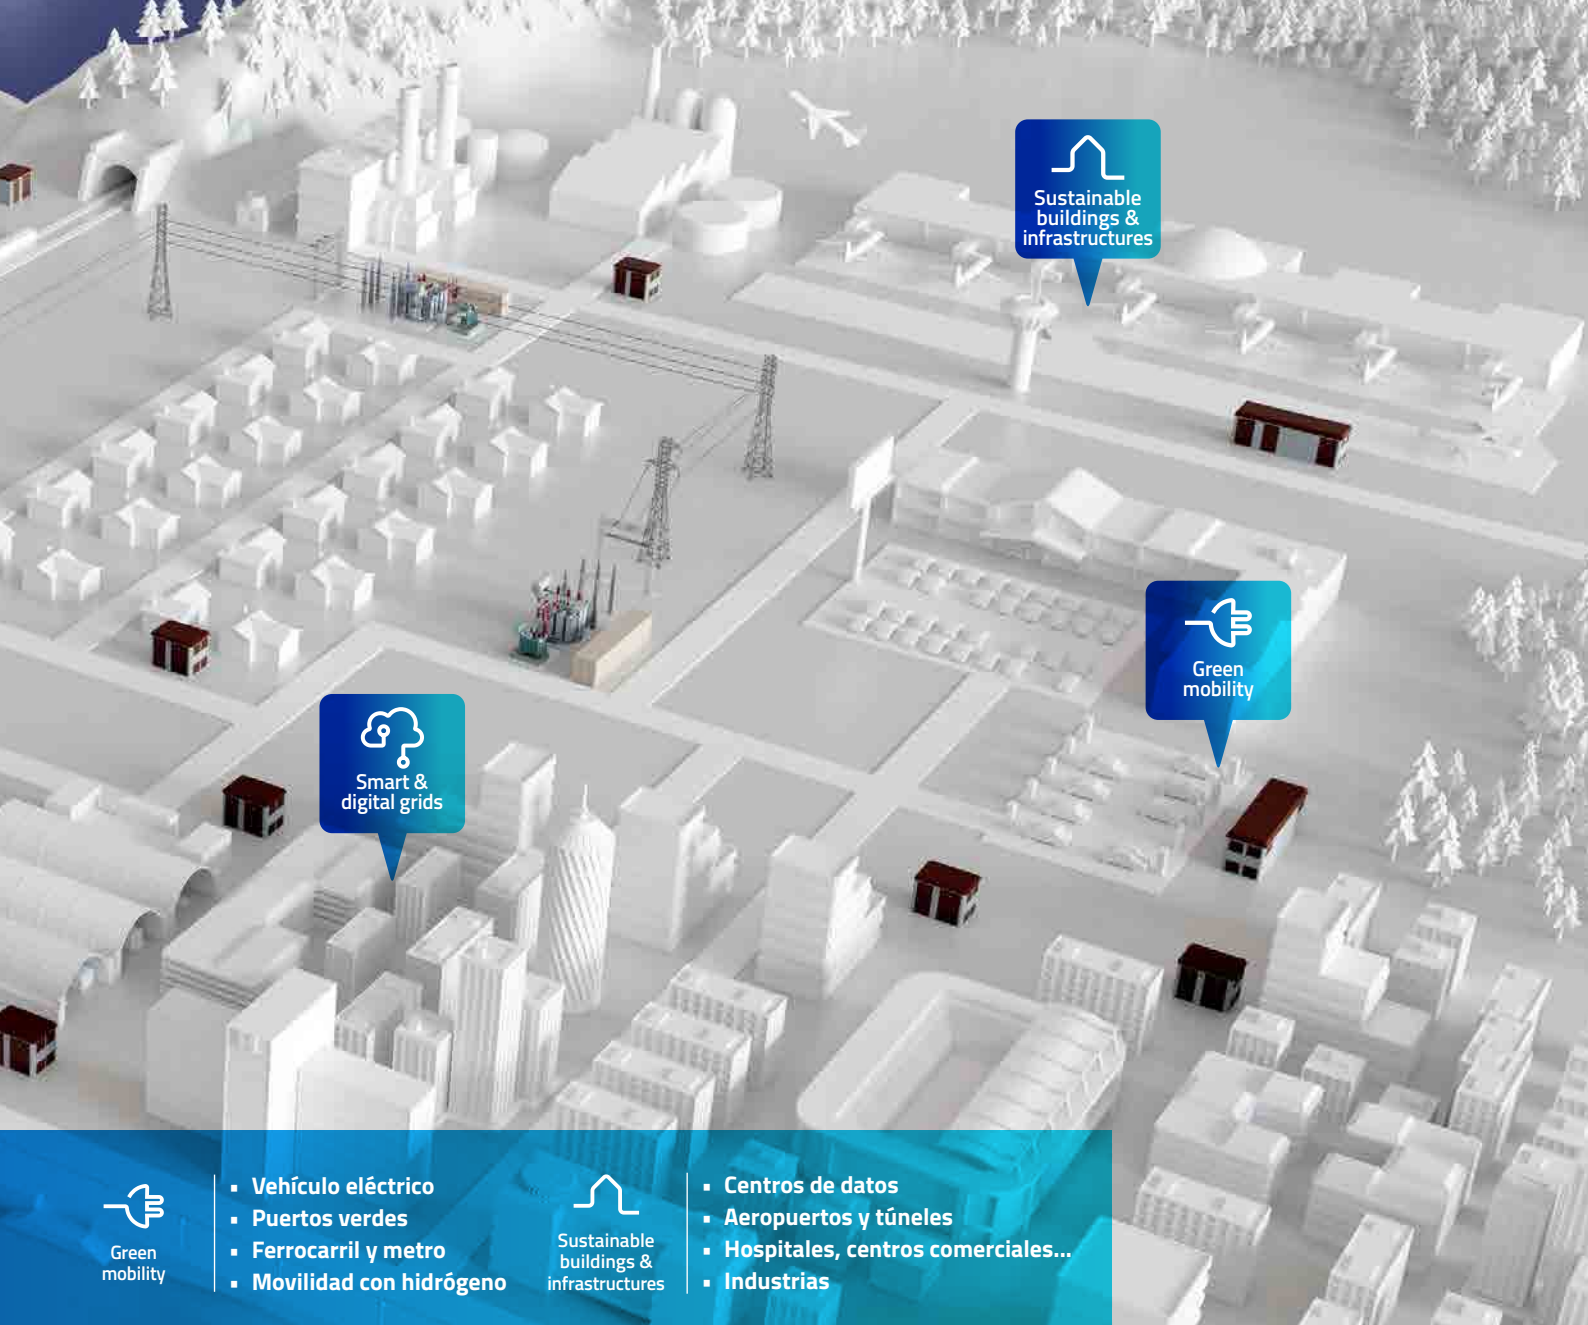 Sustainable
buildings &
infrastructures
Green
mobility
Smart &
digital grids
Green
mobility
▪ Vehículo eléctrico
▪ Puertos verdes
▪ Ferrocarril y metro
▪ Movilidad con hidrógeno
Sustainable
buildings &
infrastructures
▪ Centros de datos
▪ Aeropuertos y túneles
▪ Hospitales, centros comerciales...
▪ Industrias